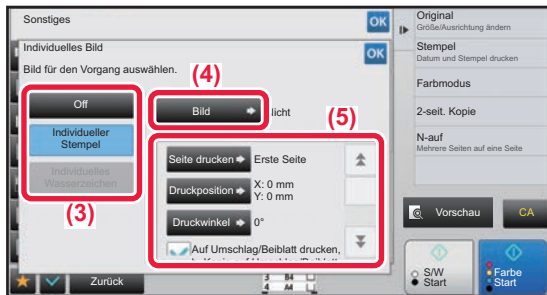 Sonstiges
OK
Individuelles Bild
OK
Bild für den Vorgang auswählen.
(4)
Off
Bild
licht
Individueller
Stempel
(5)
Individuelles
Wasserzeichen
(3)
Seite drucken
Erste Seite
Druckposition
X: 0 mm
Y: 0 mm
Druckwinkel
0°
Auf Umschlag/Beiblatt drucken,
Zurück
Original
Größe/Ausrichtung ändern
Stempel
Datum und Stempel drucken
Farbmodus
2-seit. Kopie
N-auf
Mehrere Seiten auf eine Seite
Vorschau
CA
S/W
Start
Farbe
Start